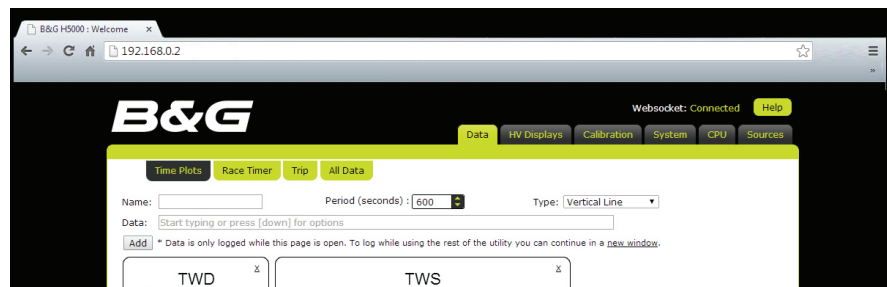 B&G H5000 : Welcome x
192.168.0.2
»
B&G
Websocket: Connected Help
Data HV Displays Calibration System CPU Sources
Time Plots Race Timer Trip All Data
Name: Period (seconds) : 600 Type: Vertical Line
Data: Start typing or press [down] for options
Add * Data is only logged while this page is open. To log while using the rest of the utility you can continue in a new window.
TWD X TWS X